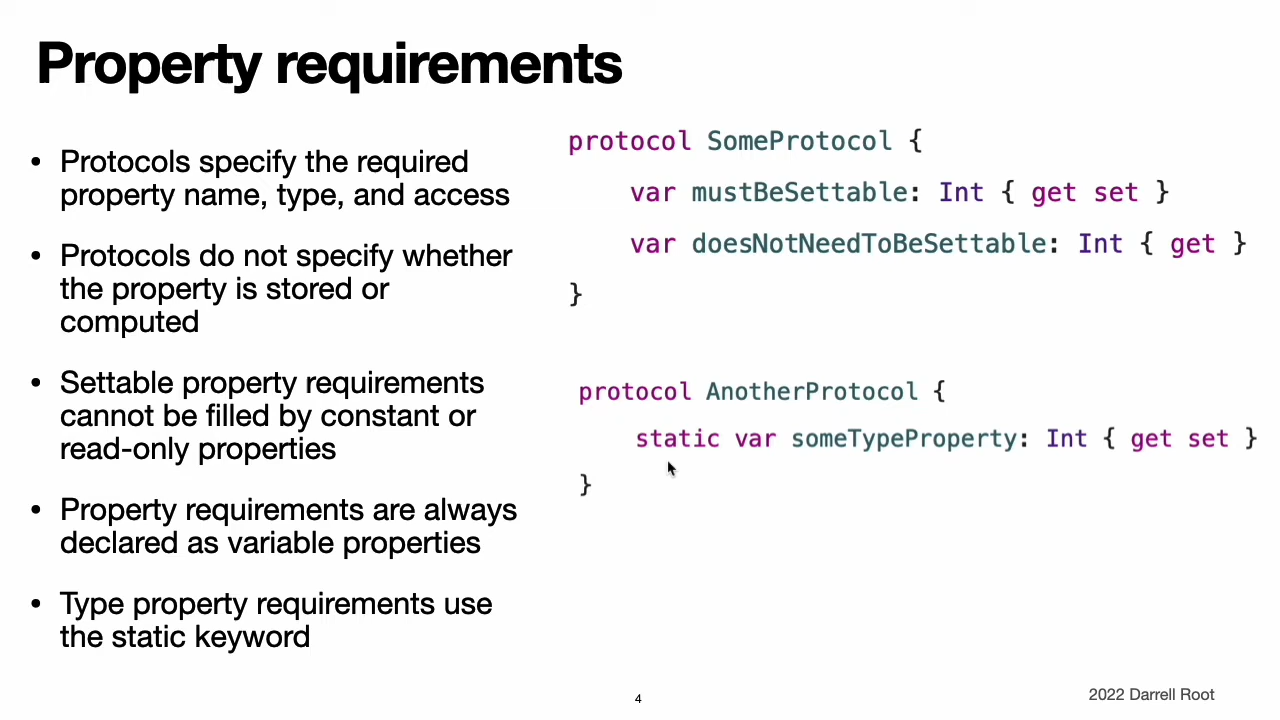 Property requirements
• Protocols specify the required
property name, type, and access
• Protocols do not specify whether
the property is stored or
computed
• Settable property requirements
cannot be filled by constant or
read-only properties
• Property requirements are always
declared as variable properties
• Type property requirements use
the static keyword
protocol SomeProtocol {
var mustBeSettable: Int { get set }
var doesNotNeedToBeSettable: Int { get }
}
protocol AnotherProtocol {
static var someTypeProperty: Int { get set }
}
4
2022 Darrell Root